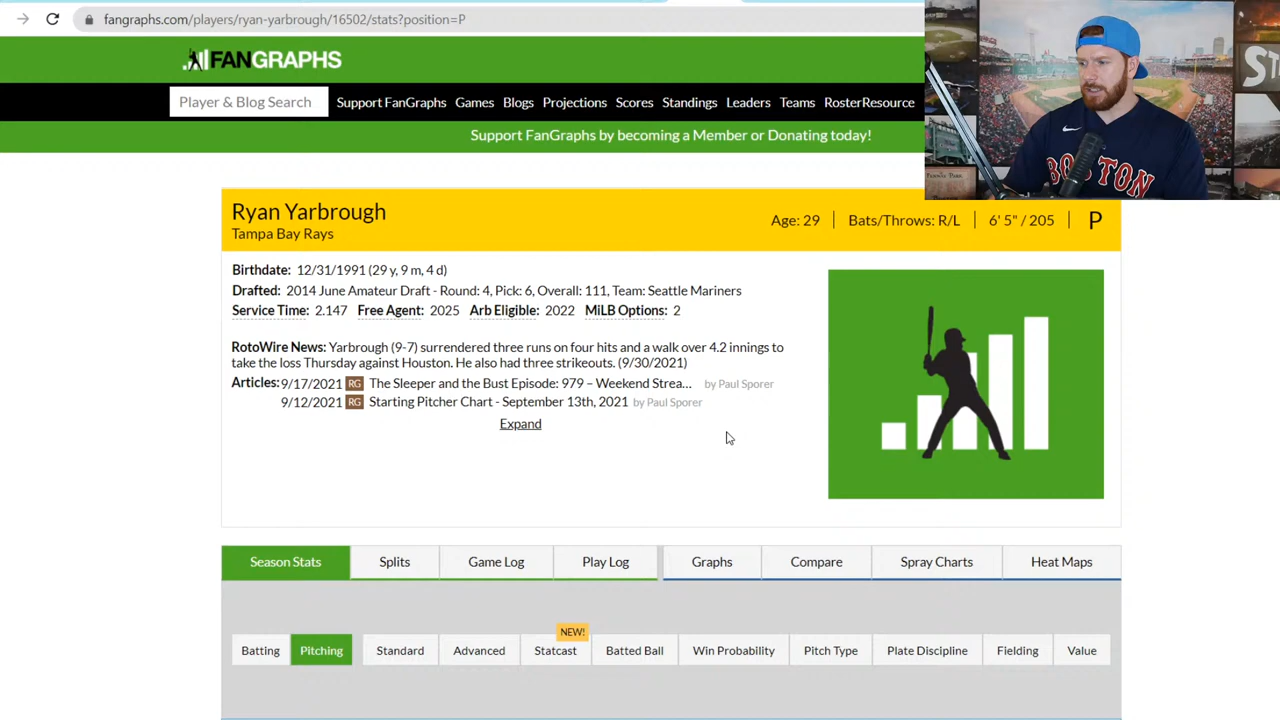 fangraphs.com/players/ryan-yarbrough/16502/stats?position=P
FANGRAPHS
Player & Blog Search Support FanGraphs Games Blogs Projections Scores Standings Leaders Teams RosterResource
Support FanGraphs by becoming a Member or Donating today!
BOSTON
Ryan Yarbrough
Tampa Bay Rays
Age: 29 Bats/Throws: R/L 6' 5" / 205 P
Birthdate: 12/31/1991 (29 y, 9 m, 4 d)
Drafted: 2014 June Amateur Draft - Round: 4, Pick: 6, Overall: 111, Team: Seattle Mariners
Service Time: 2.147 Free Agent: 2025 Arb Eligible: 2022 MiLB Options: 2
RotoWire News: Yarbrough (9-7) surrendered three runs on four hits and a walk over 4.2 innings to
take the loss Thursday against Houston. He also had three strikeouts. (9/30/2021)
Articles: 9/17/2021 RG The Sleeper and the Bust Episode: 979 – Weekend Strea... by Paul Sporer
9/12/2021 RG Starting Pitcher Chart - September 13th, 2021 by Paul Sporer
Expand
Season Stats Splits Game Log Play Log Graphs Compare Spray Charts Heat Maps
NEW!
Batting Pitching Standard Advanced Statcast Batted Ball Win Probability Pitch Type Plate Discipline Fielding Value